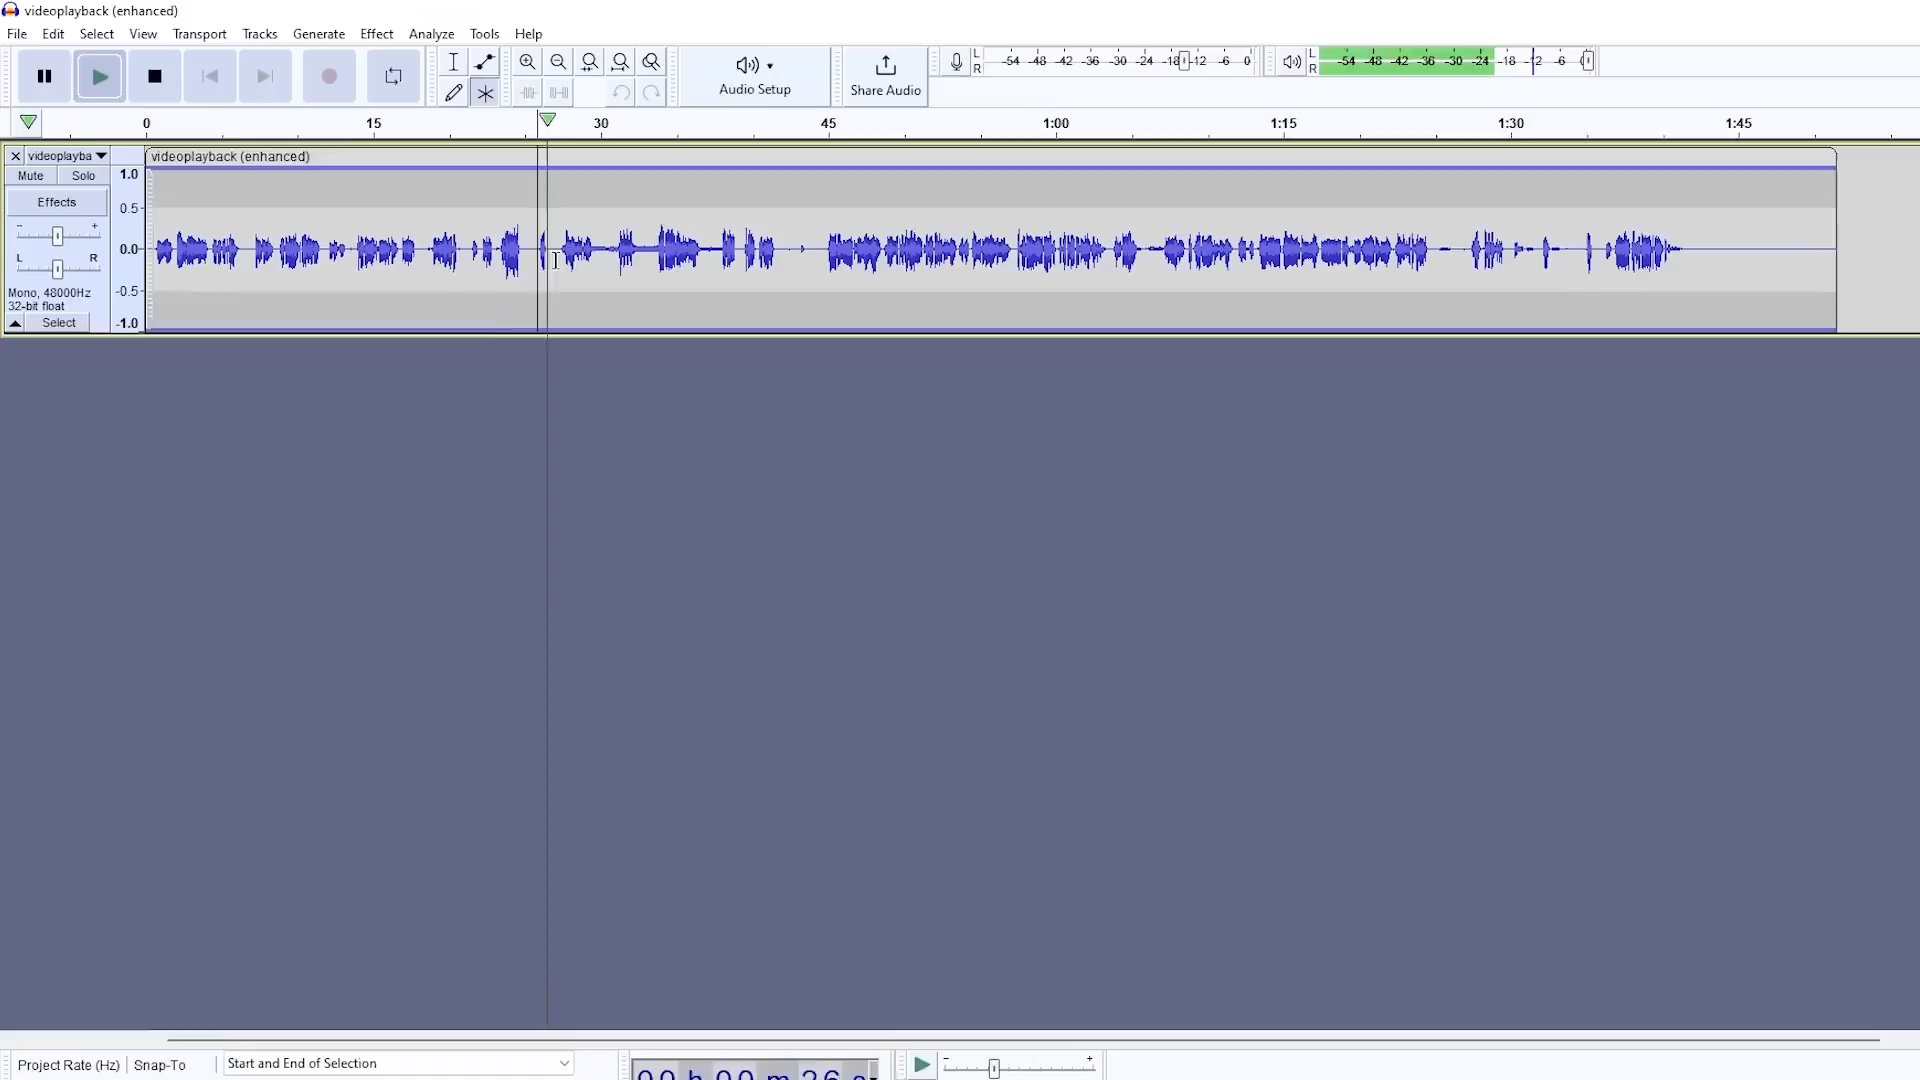 videoplayback (enhanced)
File Edit Select View Transport Tracks Generate Effect Analyze Tools Help
Audio Setup
Share Audio
L
R
-54 -48 -42 -36 -30 -24 -18 -12 -6 0
L
R
-54 -48 -42 -36 -30 -24 -18 -12 -6
0 15 30 45 1:00 1:15 1:30 1:45
videoplayba
videoplayback (enhanced)
Mute Solo
Effects
- +
L R
Mono, 48000Hz
32-bit float
Select
1.0
0.5
0.0
-0.5
-1.0
Project Rate (Hz) Snap-To Start and End of Selection
00 h 00 m 26 s
- +